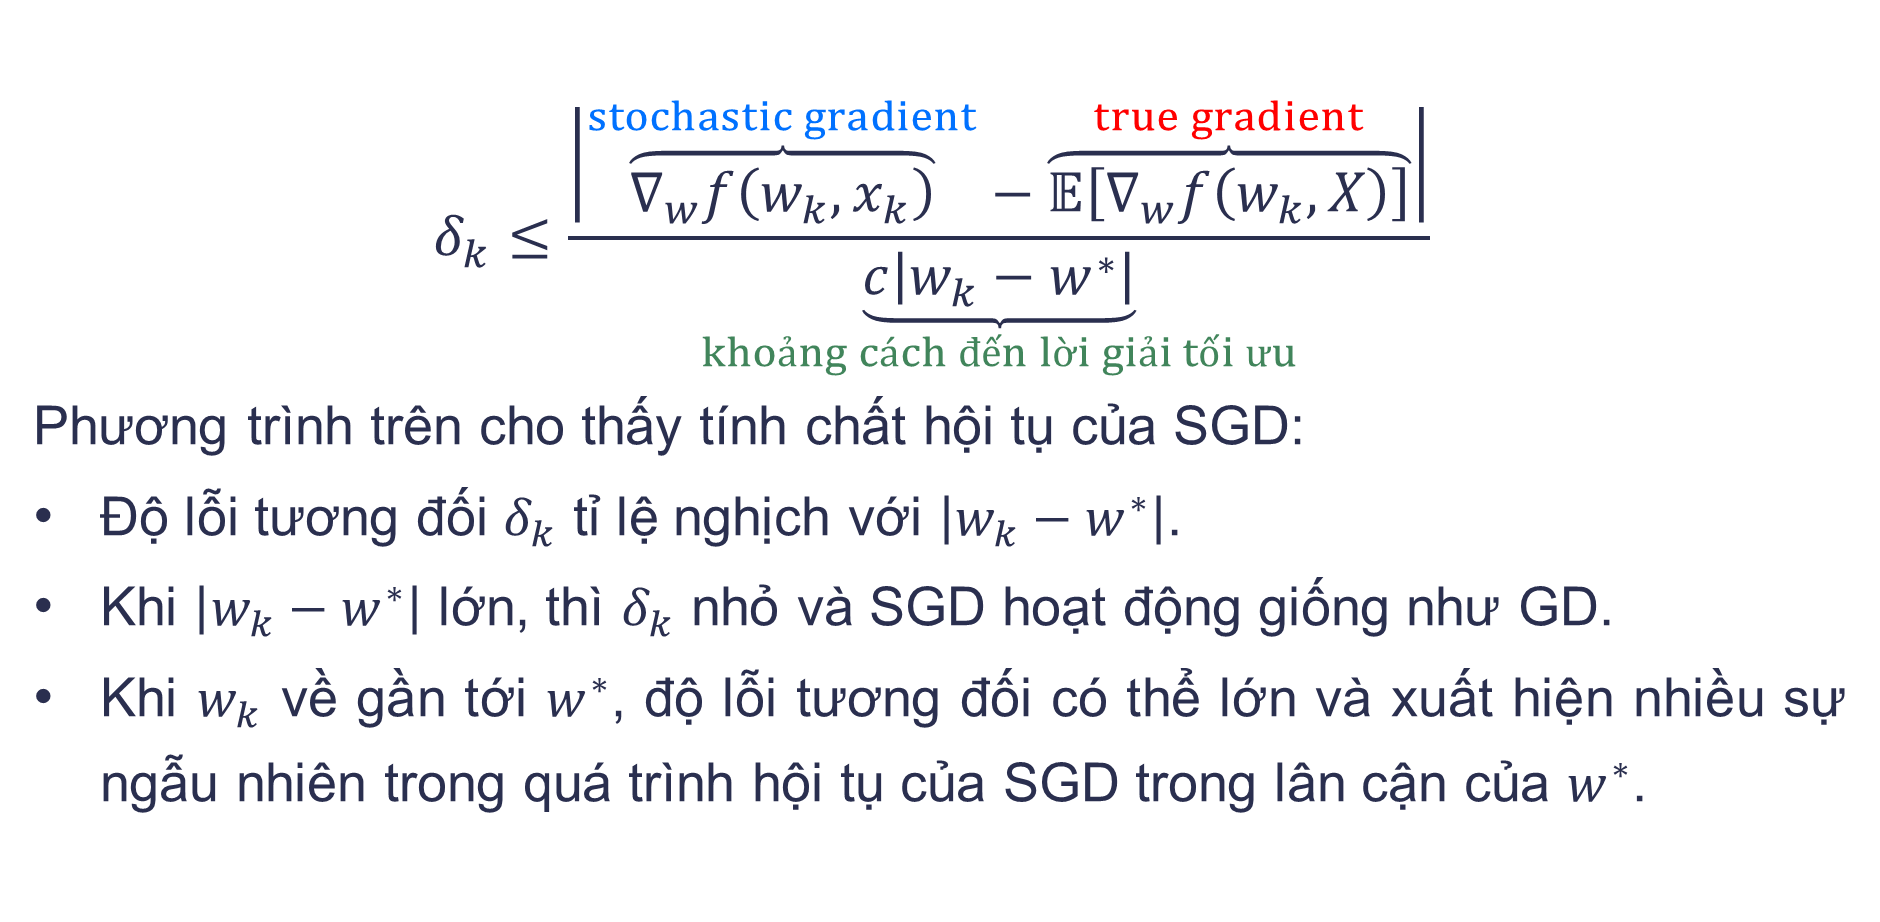 stochastic gradient true gradient
|∇_w f(w_k, x_k) − 𝔼[∇_w f(w_k, X)]|
δ_k ≤
c|w_k − w*|
khoảng cách đến lời giải tối ưu
Phương trình trên cho thấy tính chất hội tụ của SGD:
• Độ lỗi tương đối δ_k tỉ lệ nghịch với |w_k − w*|.
• Khi |w_k − w*| lớn, thì δ_k nhỏ và SGD hoạt động giống như GD.
• Khi w_k về gần tới w*, độ lỗi tương đối có thể lớn và xuất hiện nhiều sự
ngẫu nhiên trong quá trình hội tụ của SGD trong lân cận của w*.